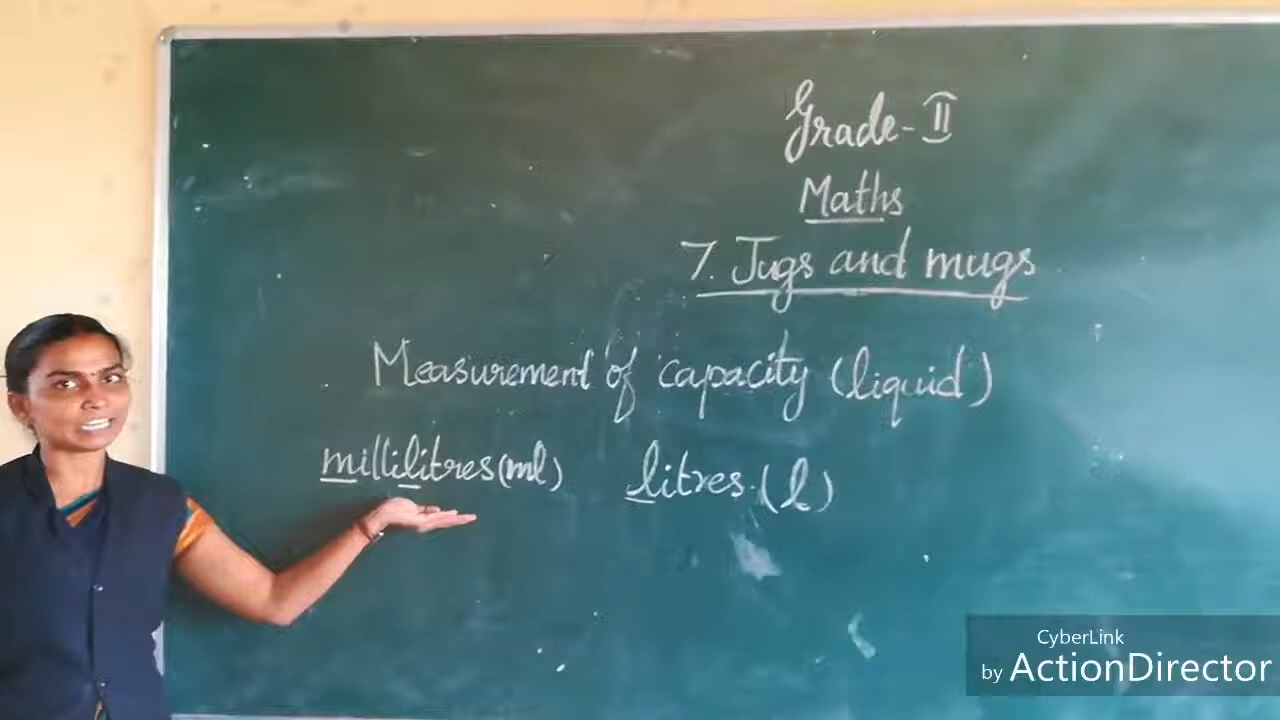 Grade-II
Maths
7. Jugs and mugs
Measurement of capacity (liquid)
millilitres(ml) litres.(l)
CyberLink
by ActionDirector